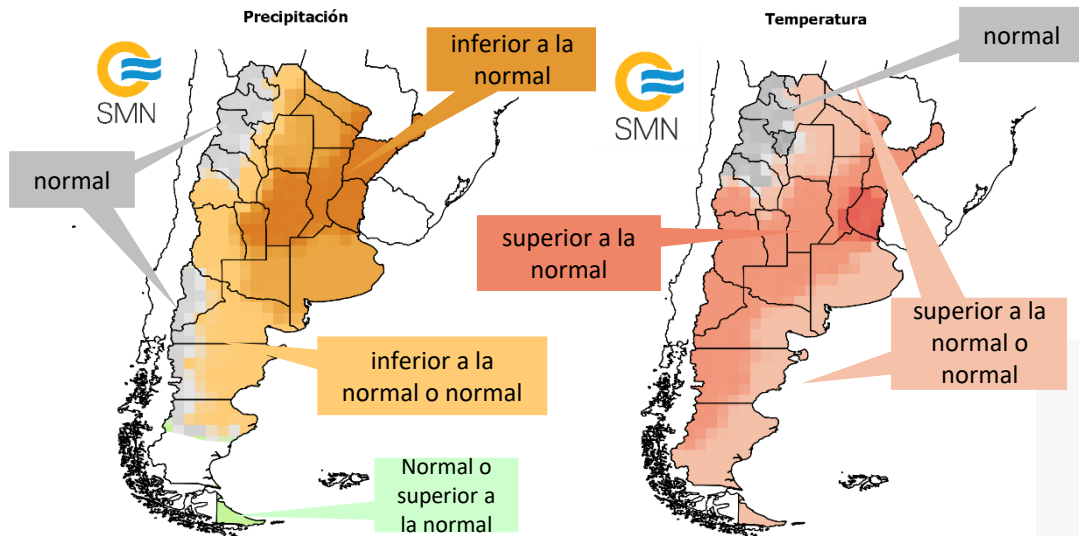 Precipitación
SMN
inferior a la
normal
normal
inferior a la
normal o normal
Normal o
superior a
la normal
Temperatura
SMN
normal
superior a la
normal
superior a la
normal o
normal